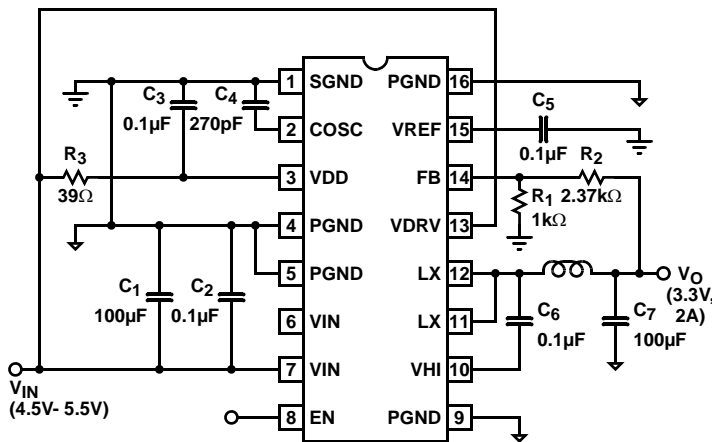 1 SGND PGND 16
C3 C4
0.1µF 270pF
C5
2 COSC VREF 15
0.1µF
R3
39Ω
R2
2.37kΩ
3 VDD FB 14
R1
1kΩ
4 PGND VDRV 13
5 PGND LX 12
C1 C2
100µF 0.1µF
VO
(3.3V,
2A)
6 VIN LX 11
C6
0.1µF
C7
100µF
7 VIN VHI 10
VIN
(4.5V- 5.5V)
8 EN PGND 9